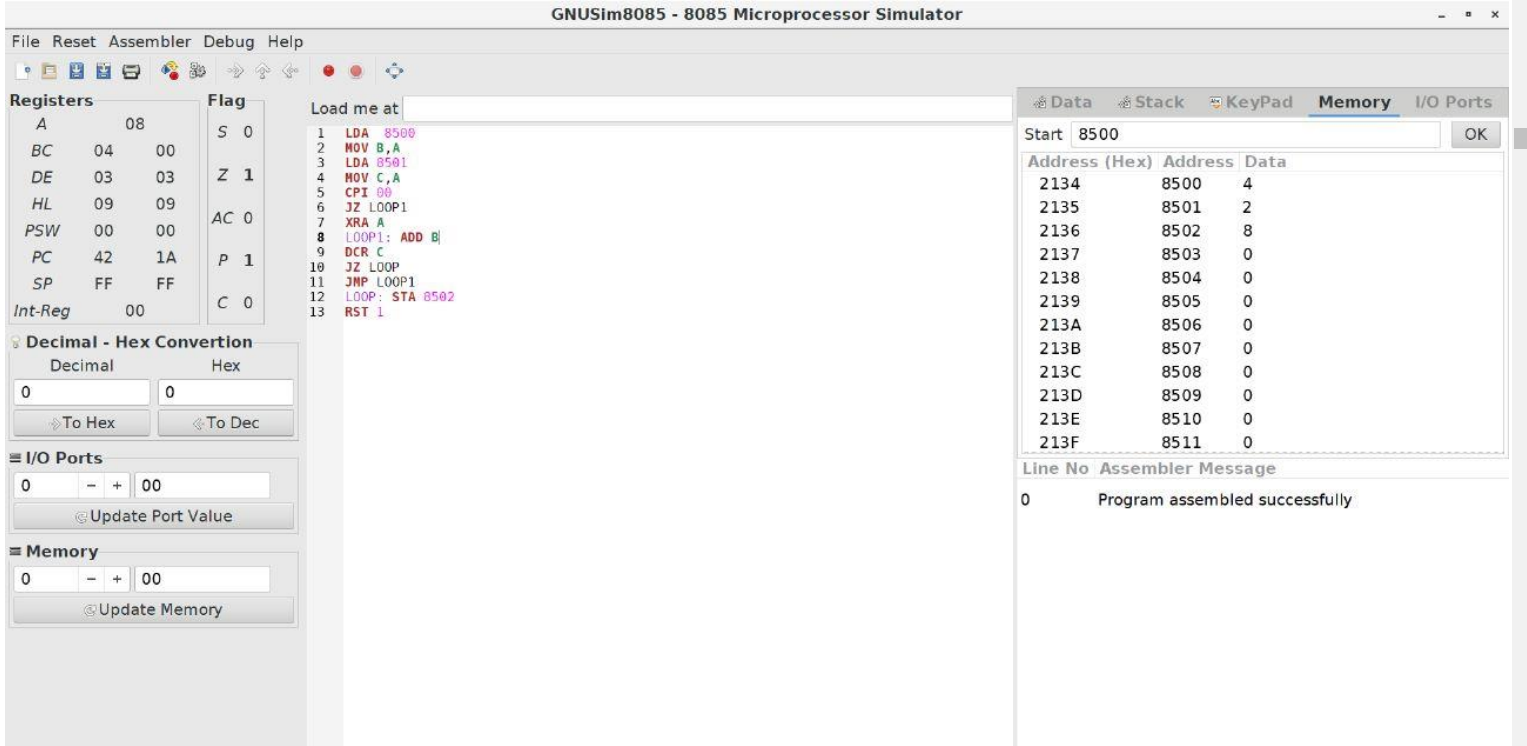 GNUSim8085 - 8085 Microprocessor Simulator
File Reset Assembler Debug Help
Registers
A 08
BC 04 00
DE 03 03
HL 09 09
PSW 00 00
PC 42 1A
SP FF FF
Int-Reg 00
Flag
S 0
Z 1
AC 0
P 1
C 0
Decimal - Hex Convertion
Decimal Hex
0 0
To Hex To Dec
I/O Ports
0 - + 00
Update Port Value
Memory
0 - + 00
Update Memory
Load me at
1 LDA 8500
2 MOV B,A
3 LDA 8501
4 MOV C,A
5 CPI 00
6 JZ LOOP1
7 XRA A
8 LOOP1: ADD B
9 DCR C
10 JZ LOOP
11 JMP LOOP1
12 LOOP: STA 8502
13 RST 1
Data Stack KeyPad Memory I/O Ports
Start 8500 OK
Address (Hex) Address Data
2134 8500 4
2135 8501 2
2136 8502 8
2137 8503 0
2138 8504 0
2139 8505 0
213A 8506 0
213B 8507 0
213C 8508 0
213D 8509 0
213E 8510 0
213F 8511 0
Line No Assembler Message
0 Program assembled successfully